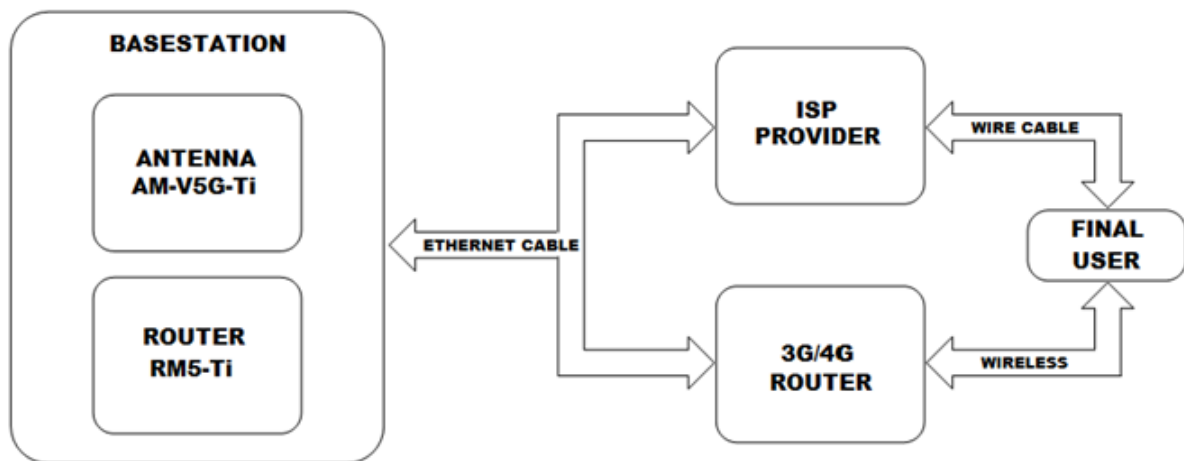 BASESTATION
ANTENNA
AM-V5G-Ti
ROUTER
RM5-Ti
ETHERNET CABLE
ISP
PROVIDER
WIRE CABLE
3G/4G
ROUTER
WIRELESS
FINAL
USER